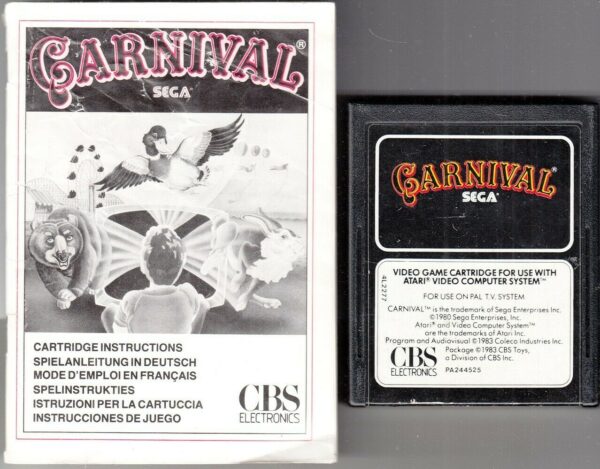 CARNIVAL®
SEGA®
CARTRIDGE INSTRUCTIONS
SPIELANLEITUNG IN DEUTSCH
MODE D'EMPLOI EN FRANÇAIS
SPELINSTRUKTIES
ISTRUZIONI PER LA CARTUCCIA
INSTRUCCIONES DE JUEGO
CBS
ELECTRONICS
CARNIVAL®
SEGA®
4L2277
VIDEO GAME CARTRIDGE FOR USE WITH
ATARI® VIDEO COMPUTER SYSTEM™
FOR USE ON PAL T.V. SYSTEM
CARNIVAL™ is the trademark of Sega Enterprises Inc.
©1980 Sega Enterprises, Inc.
Atari® and Video Computer System™
are the trademarks of Atari Inc.
Program and Audiovisual ©1983 Coleco Industries Inc.
Package ©1983 CBS Toys,
a Division of CBS Inc.
CBS
ELECTRONICS
PA244525